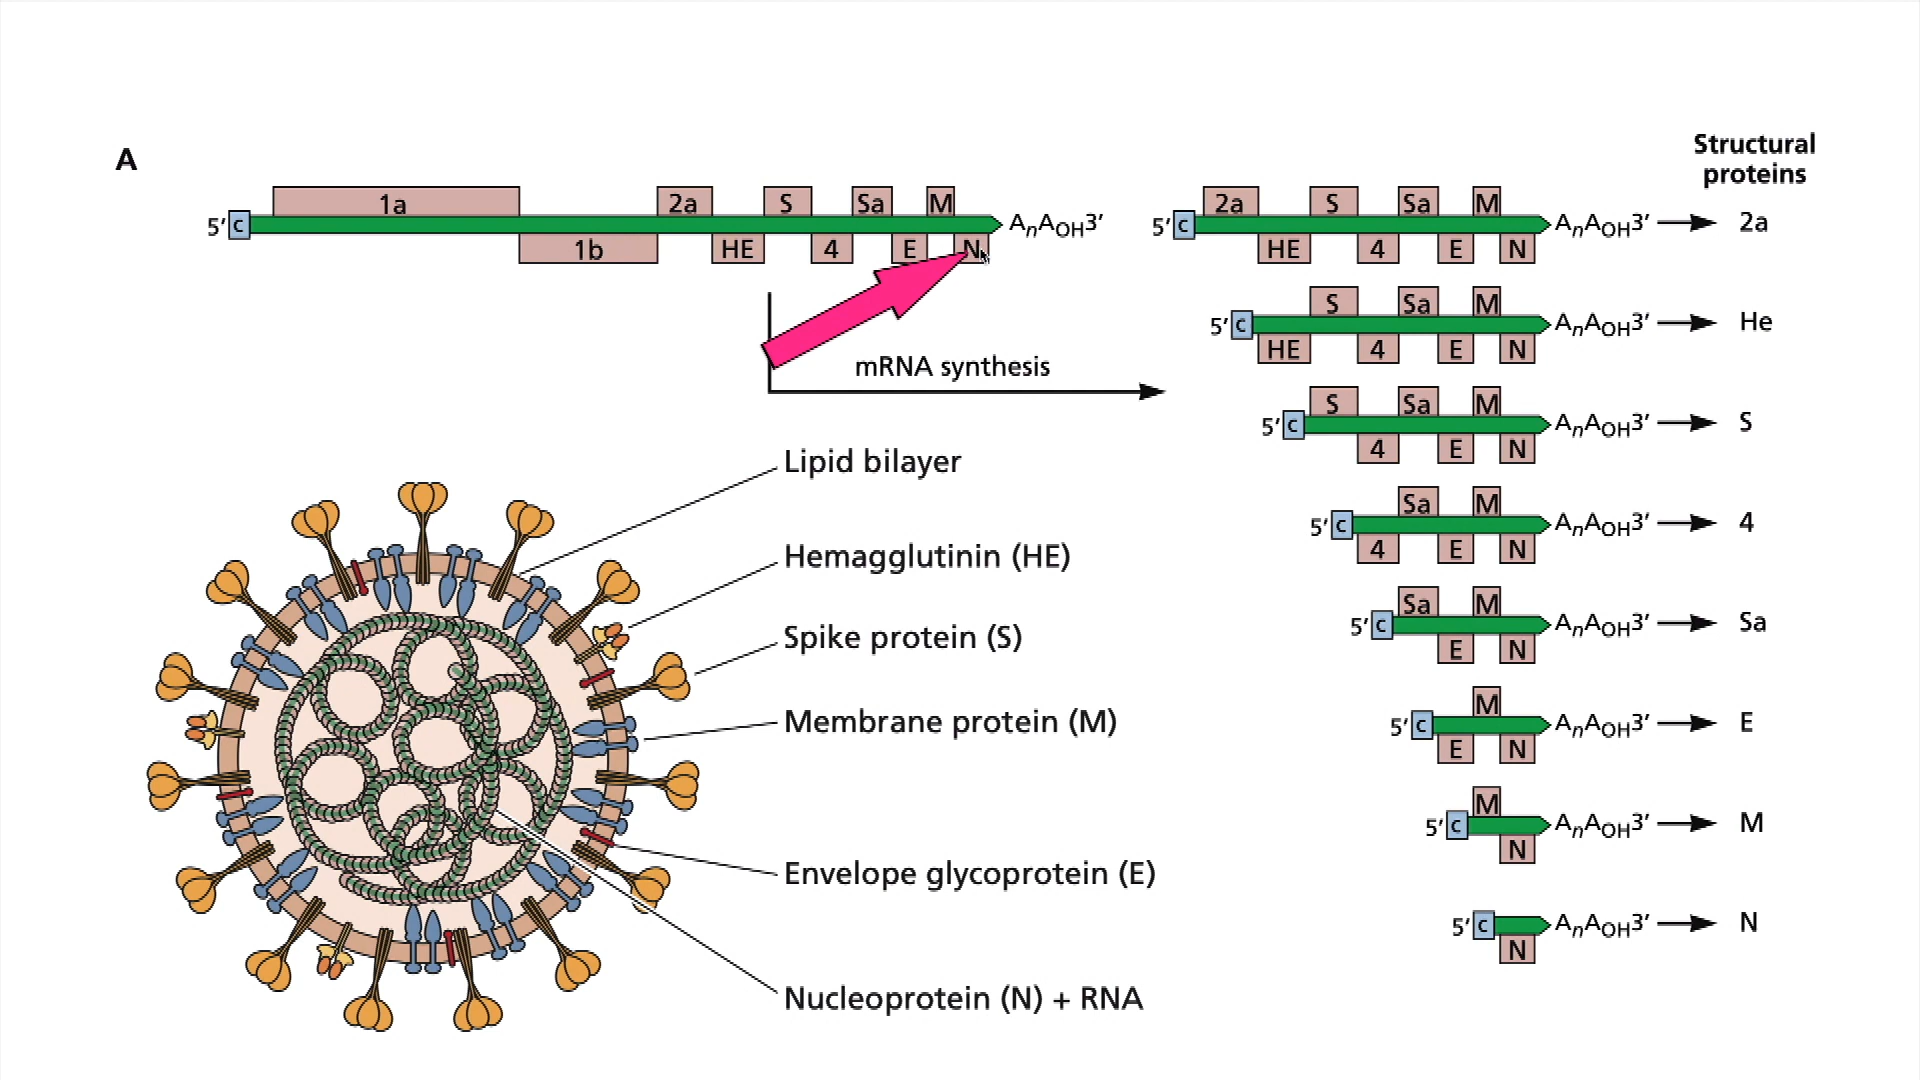 A
1a 2a S Sa M
5′ c AnAOH3′
1b HE 4 E N
mRNA synthesis
Structural
proteins
2a S Sa M
5′ c AnAOH3′ 2a
HE 4 E N
S Sa M
5′ c AnAOH3′ He
HE 4 E N
S Sa M
5′ c AnAOH3′ S
4 E N
Sa M
5′ c AnAOH3′ 4
4 E N
Sa M
5′ c AnAOH3′ Sa
E N
M
5′ c AnAOH3′ E
E N
M
5′ c AnAOH3′ M
N
5′ c AnAOH3′ N
N
Lipid bilayer
Hemagglutinin (HE)
Spike protein (S)
Membrane protein (M)
Envelope glycoprotein (E)
Nucleoprotein (N) + RNA